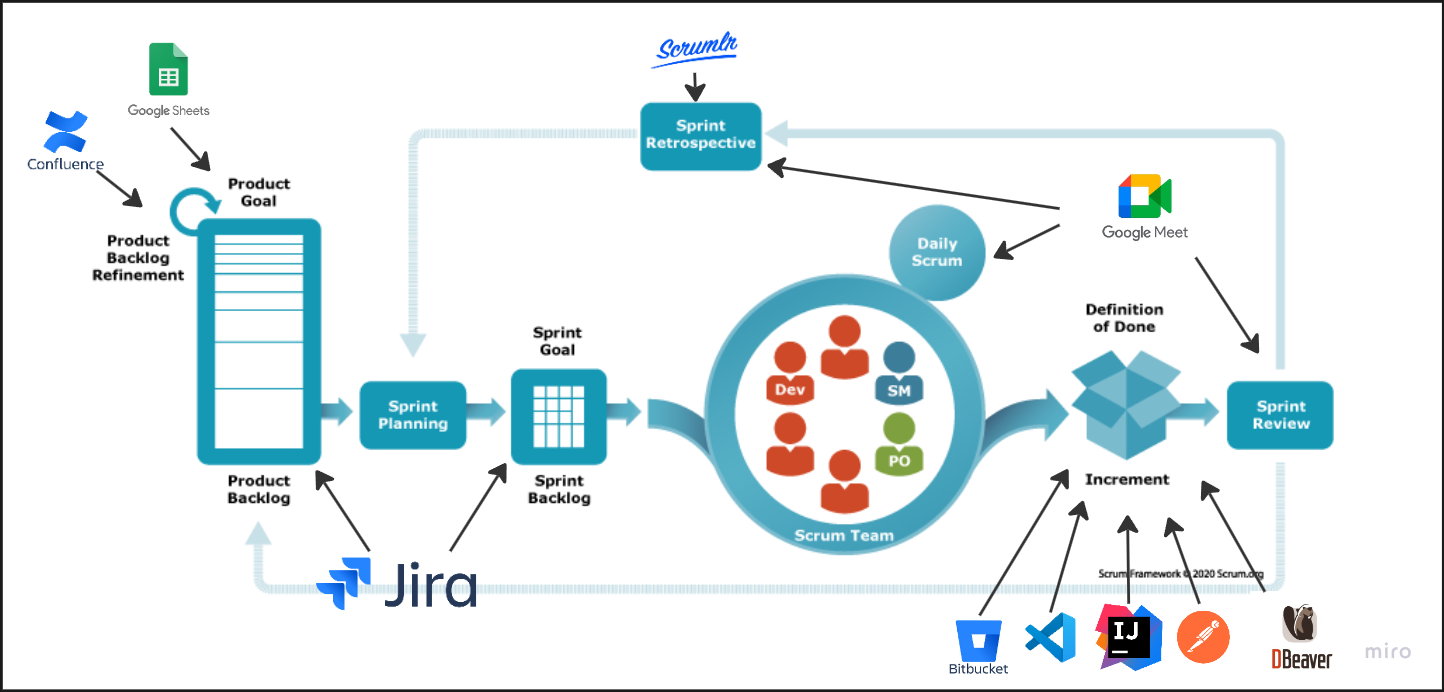 Scrumlr
Google Sheets
Confluence
Sprint
Retrospective
Product
Goal
Google Meet
Product
Backlog
Refinement
Daily
Scrum
Definition
of Done
Sprint
Goal
Dev
SM
Sprint
Planning
Sprint
Review
PO
Product
Backlog
Sprint
Backlog
Increment
Scrum Team
Scrum Framework © 2020 Scrum.org
Jira
IJ
Bitbucket
DBeaver
miro